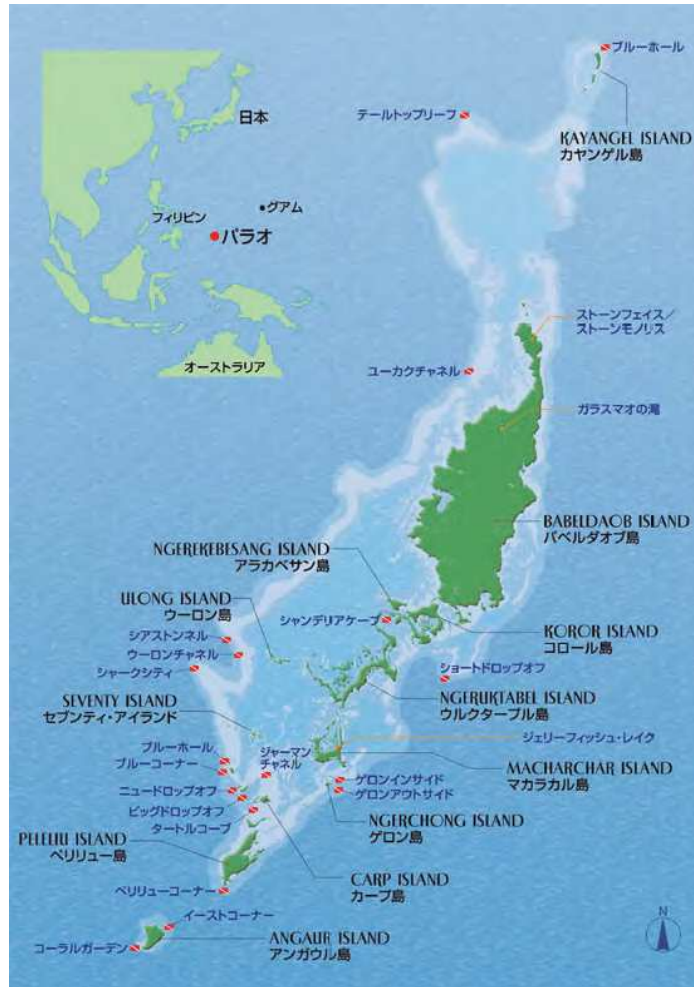 ブルーホール
テールトップリーフ
KAYANGEL ISLAND
カヤンゲル島
日本
グアム
フィリピン
パラオ
オーストラリア
ストーンフェイス／
ストーンモノリス
ユーカクチャネル
ガラスマオの滝
BABELDAOB ISLAND
バベルダオブ島
NGEREKEBESANG ISLAND
アラカベサン島
ULONG ISLAND
ウーロン島
シャンデリアケーブ
KOROR ISLAND
コロール島
シアストンネル
ウーロンチャネル
シャークシティ
ショートドロップオフ
NGERUKTABEL ISLAND
ウルクターブル島
SEVENTY ISLAND
セブンティ・アイランド
ジェリーフィッシュ・レイク
ブルーホール
ブルーコーナー
ジャーマン
チャネル
MACHARCHAR ISLAND
マカラカル島
ゲロンインサイド
ゲロンアウトサイド
ニュードロップオフ
ビッグドロップオフ
タートルコーブ
NGERCHONG ISLAND
ゲロン島
PELELIU ISLAND
ペリリュー島
CARP ISLAND
カープ島
ペリリューコーナー
イーストコーナー
ANGAUR ISLAND
アンガウル島
コーラルガーデン
N